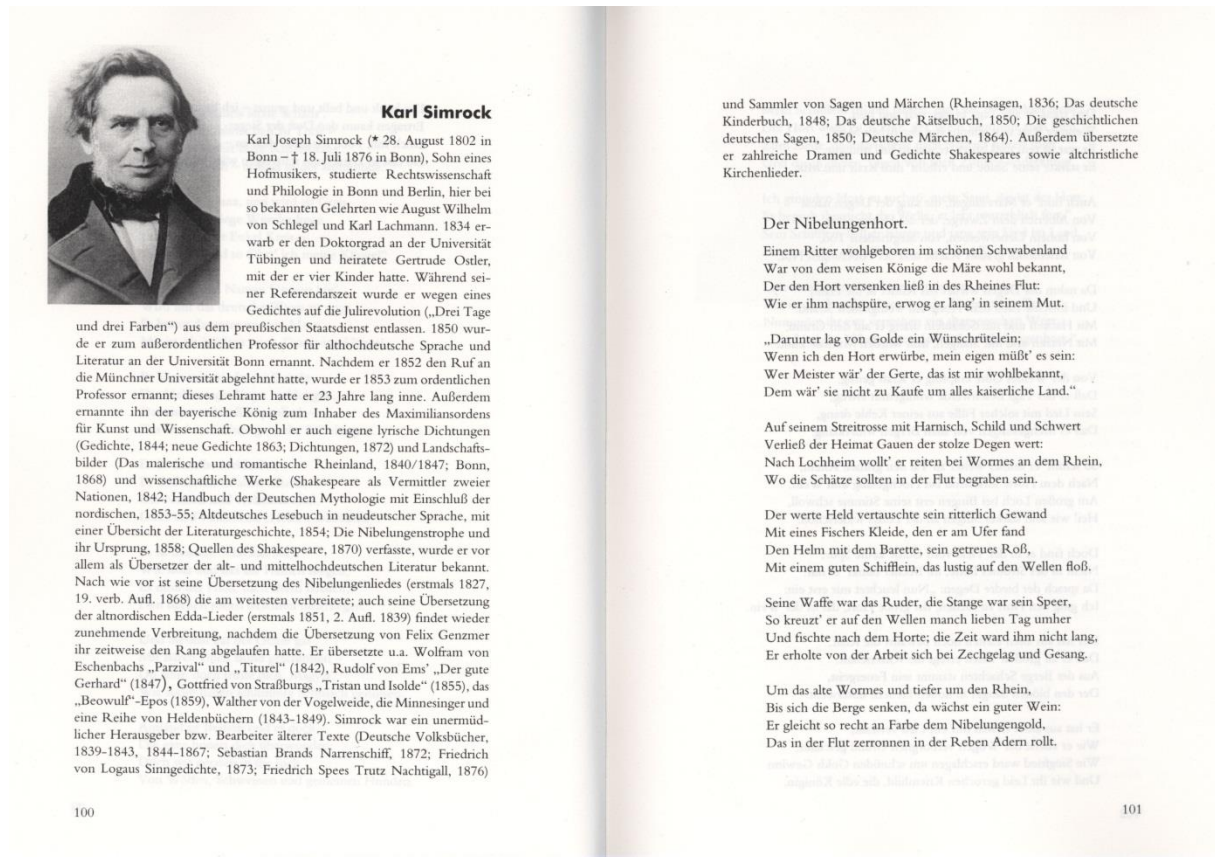 Karl Simrock
Karl Joseph Simrock (* 28. August 1802 in
Bonn – † 18. Juli 1876 in Bonn), Sohn eines
Hofmusikers, studierte Rechtswissenschaft
und Philologie in Bonn und Berlin, hier bei
so bekannten Gelehrten wie August Wilhelm
von Schlegel und Karl Lachmann. 1834 er-
warb er den Doktorgrad an der Universität
Tübingen und heiratete Gertrude Ostler,
mit der er vier Kinder hatte. Während sei-
ner Referendarszeit wurde er wegen eines
Gedichtes auf die Julirevolution („Drei Tage
und drei Farben“) aus dem preußischen Staatsdienst entlassen. 1850 wur-
de er zum außerordentlichen Professor für althochdeutsche Sprache und
Literatur an der Universität Bonn ernannt. Nachdem er 1852 den Ruf an
die Münchner Universität abgelehnt hatte, wurde er 1853 zum ordentlichen
Professor ernannt; dieses Lehramt hatte er 23 Jahre lang inne. Außerdem
ernannte ihn der bayerische König zum Inhaber des Maximiliansordens
für Kunst und Wissenschaft. Obwohl er auch eigene lyrische Dichtungen
(Gedichte, 1844; neue Gedichte 1863; Dichtungen, 1872) und Landschafts-
bilder (Das malerische und romantische Rheinland, 1840/1847; Bonn,
1868) und wissenschaftliche Werke (Shakespeare als Vermittler zweier
Nationen, 1842; Handbuch der Deutschen Mythologie mit Einschluß der
nordischen, 1853-55; Altdeutsches Lesebuch in neudeutscher Sprache, mit
einer Übersicht der Literaturgeschichte, 1854; Die Nibelungenstrophe und
ihr Ursprung, 1858; Quellen des Shakespeare, 1870) verfasste, wurde er vor
allem als Übersetzer der alt- und mittelhochdeutschen Literatur bekannt.
Nach wie vor ist seine Übersetzung des Nibelungenliedes (erstmals 1827,
19. verb. Aufl. 1868) die am weitesten verbreitete; auch seine Übersetzung
der altnordischen Edda-Lieder (erstmals 1851, 2. Aufl. 1839) findet wieder
zunehmende Verbreitung, nachdem die Übersetzung von Felix Genzmer
ihr zeitweise den Rang abgelaufen hatte. Er übersetzte u.a. Wolfram von
Eschenbachs „Parzival“ und „Titurel“ (1842), Rudolf von Ems’ „Der gute
Gerhard“ (1847), Gottfried von Straßburgs „Tristan und Isolde“ (1855), das
„Beowulf“-Epos (1859), Walther von der Vogelweide, die Minnesinger und
eine Reihe von Heldenbüchern (1843-1849). Simrock war ein unermüd-
licher Herausgeber bzw. Bearbeiter älterer Texte (Deutsche Volksbücher,
1839-1843, 1844-1867; Sebastian Brands Narrenschiff, 1872; Friedrich
von Logaus Sinngedichte, 1873; Friedrich Spees Trutz Nachtigall, 1876)
100
und Sammler von Sagen und Märchen (Rheinsagen, 1836; Das deutsche
Kinderbuch, 1848; Das deutsche Rätselbuch, 1850; Die geschichtlichen
deutschen Sagen, 1850; Deutsche Märchen, 1864). Außerdem übersetzte
er zahlreiche Dramen und Gedichte Shakespeares sowie altchristliche
Kirchenlieder.
Der Nibelungenhort.
Einem Ritter wohlgeboren im schönen Schwabenland
War von dem weisen Könige die Märe wohl bekannt,
Der den Hort versenken ließ in des Rheines Flut:
Wie er ihm nachspüre, erwog er lang’ in seinem Mut.
„Darunter lag von Golde ein Wünschrütelein;
Wenn ich den Hort erwürbe, mein eigen müßt’ es sein:
Wer Meister wär’ der Gerte, das ist mir wohlbekannt,
Dem wär’ sie nicht zu Kaufe um alles kaiserliche Land.“
Auf seinem Streitrosse mit Harnisch, Schild und Schwert
Verließ der Heimat Gauen der stolze Degen wert:
Nach Lochheim wollt’ er reiten bei Wormes an dem Rhein,
Wo die Schätze sollten in der Flut begraben sein.
Der werte Held vertauschte sein ritterlich Gewand
Mit eines Fischers Kleide, den er am Ufer fand
Den Helm mit dem Barette, sein getreues Roß,
Mit einem guten Schifflein, das lustig auf den Wellen floß.
Seine Waffe war das Ruder, die Stange war sein Speer,
So kreuzt’ er auf den Wellen manch lieben Tag umher
Und fischte nach dem Horte; die Zeit ward ihm nicht lang,
Er erholte von der Arbeit sich bei Zechgelag und Gesang.
Um das alte Wormes und tiefer um den Rhein,
Bis sich die Berge senken, da wächst ein guter Wein:
Er gleicht so recht an Farbe dem Nibelungengold,
Das in der Flut zerronnen in der Reben Adern rollt.
101